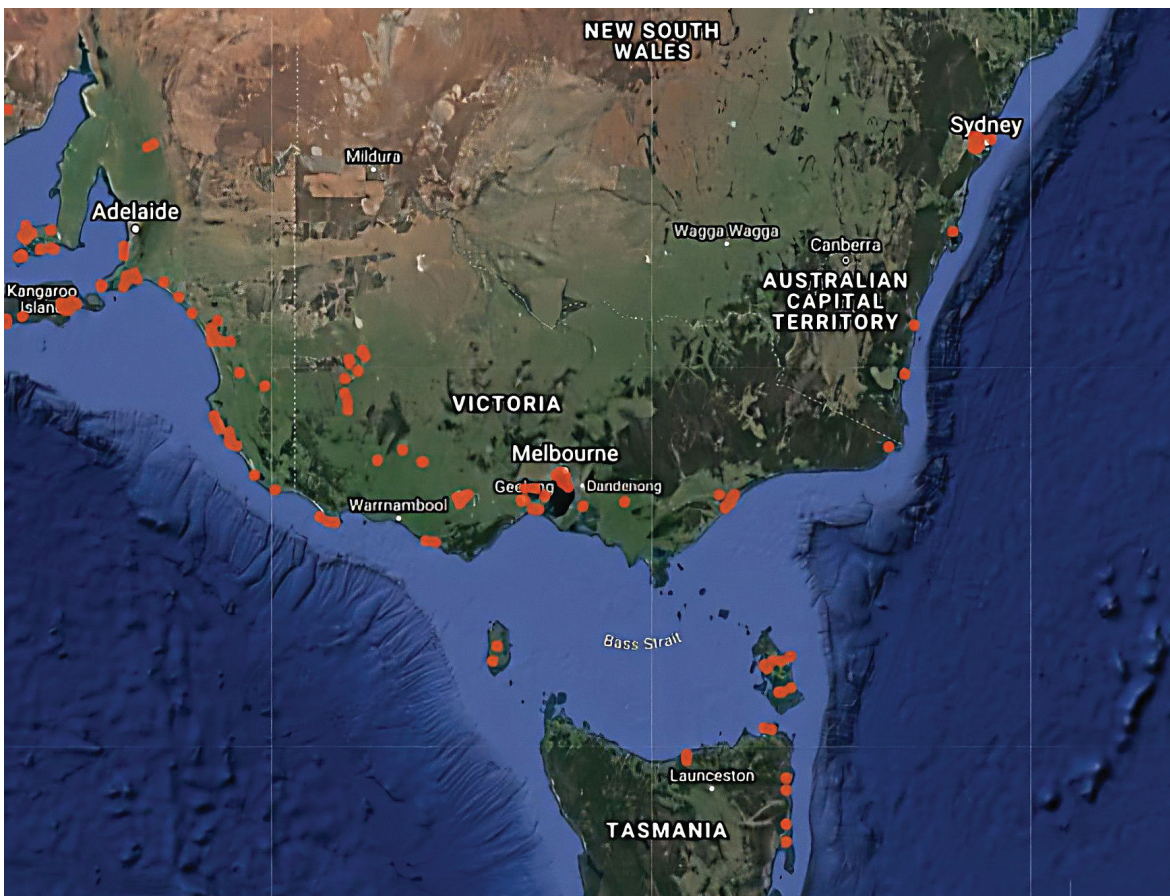 NEW SOUTH
WALES
Sydney
Mildura
Adelaide
Wagga Wagga
Canberra
AUSTRALIAN
CAPITAL
TERRITORY
Kangaroo
Island
VICTORIA
Melbourne
Geelong
Dandenong
Warrnambool
Bass Strait
Launceston
TASMANIA